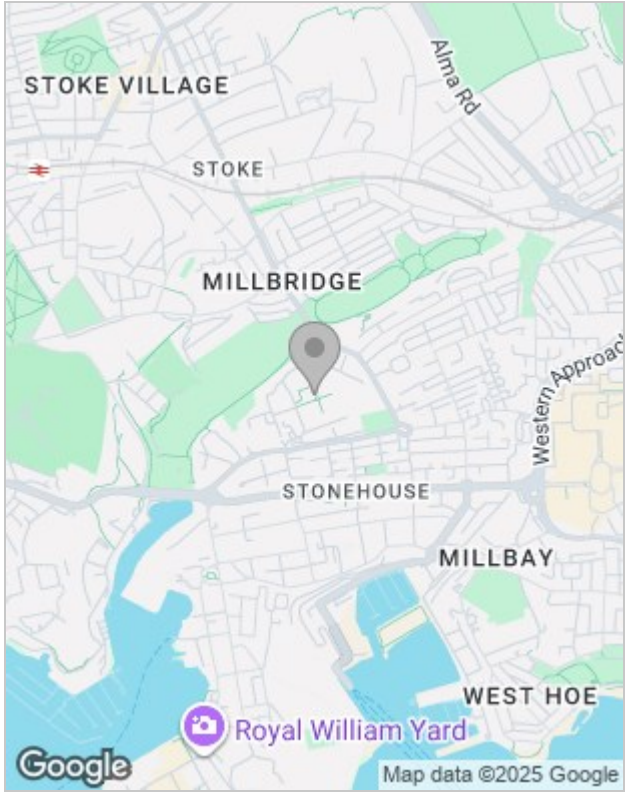 Alma Rd
STOKE VILLAGE
STOKE
MILLBRIDGE
Western Approach
STONEHOUSE
MILLBAY
WEST HOE
Royal William Yard
Google
Map data ©2025 Google